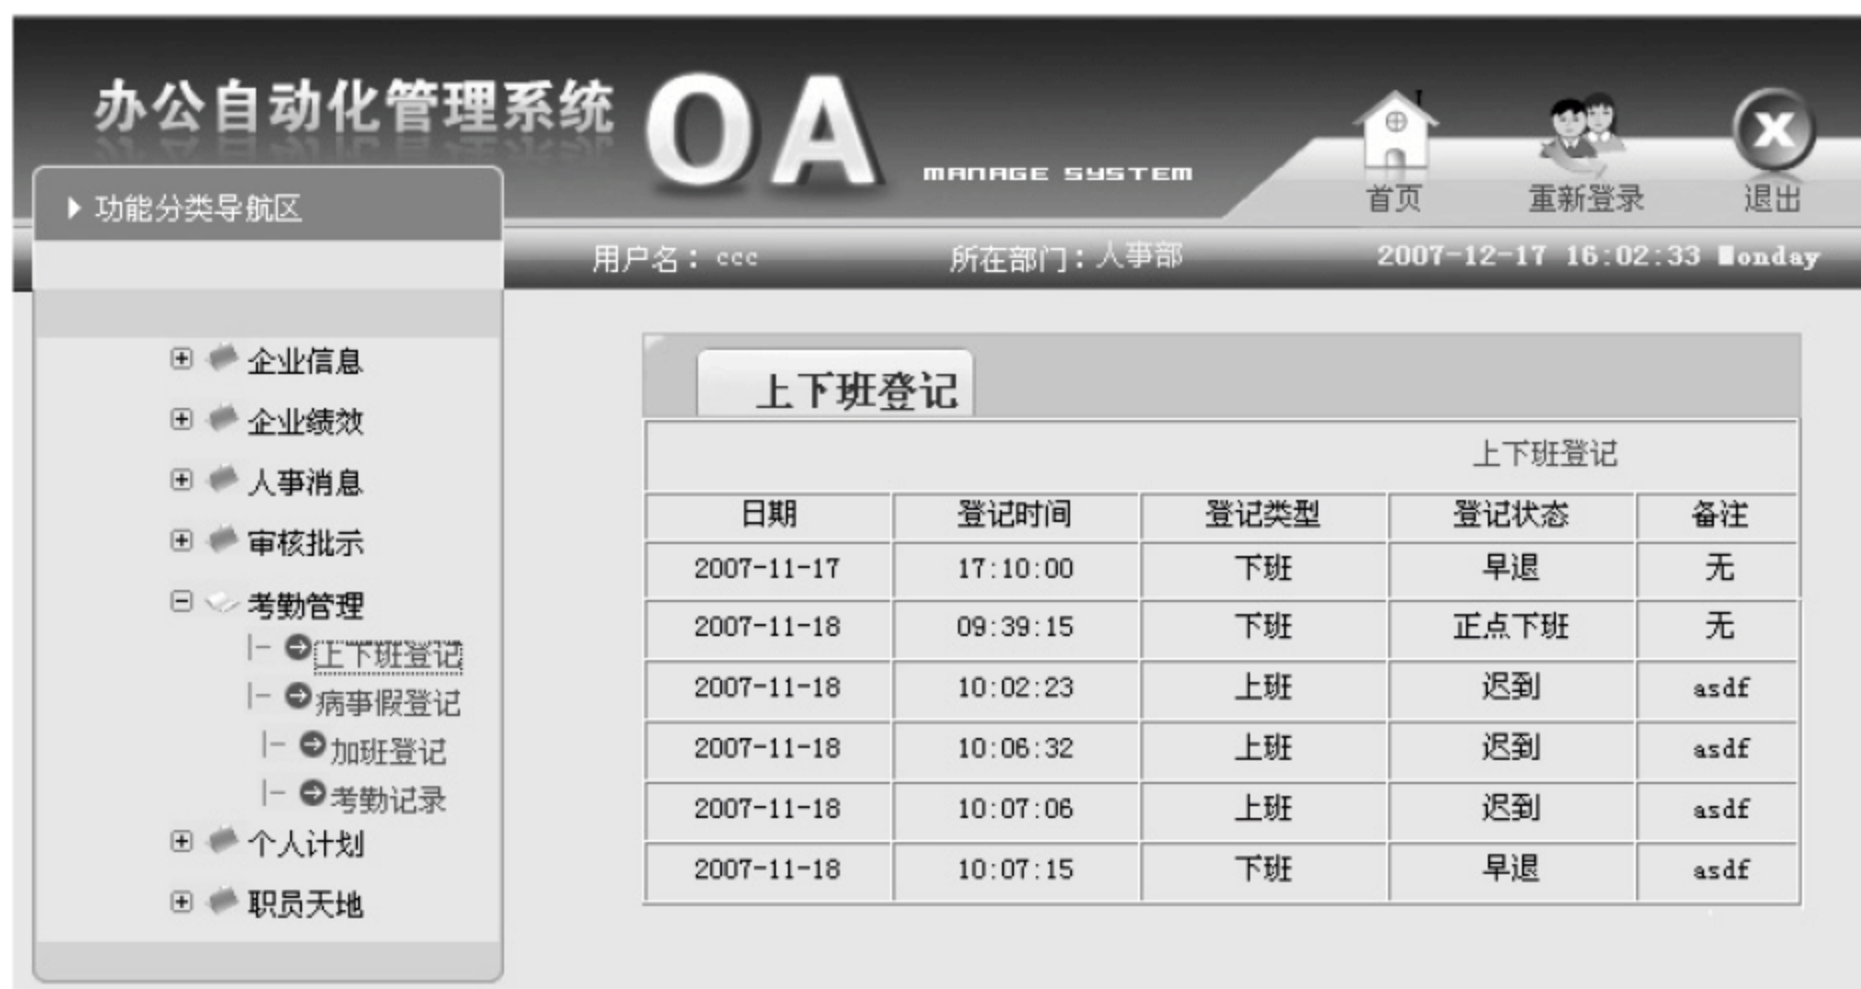 办公自动化管理系统 OA MANAGE SYSTEM
首页 重新登录 退出
功能分类导航区
用户名：ccc 所在部门：人事部 2007-12-17 16:02:33 Monday
企业信息
企业绩效
人事消息
审核批示
考勤管理
上下班登记
病事假登记
加班登记
考勤记录
个人计划
职员天地
上下班登记
上下班登记
日期 登记时间 登记类型 登记状态 备注
2007-11-17 17:10:00 下班 早退 无
2007-11-18 09:39:15 下班 正点下班 无
2007-11-18 10:02:23 上班 迟到 asdf
2007-11-18 10:06:32 上班 迟到 asdf
2007-11-18 10:07:06 上班 迟到 asdf
2007-11-18 10:07:15 下班 早退 asdf